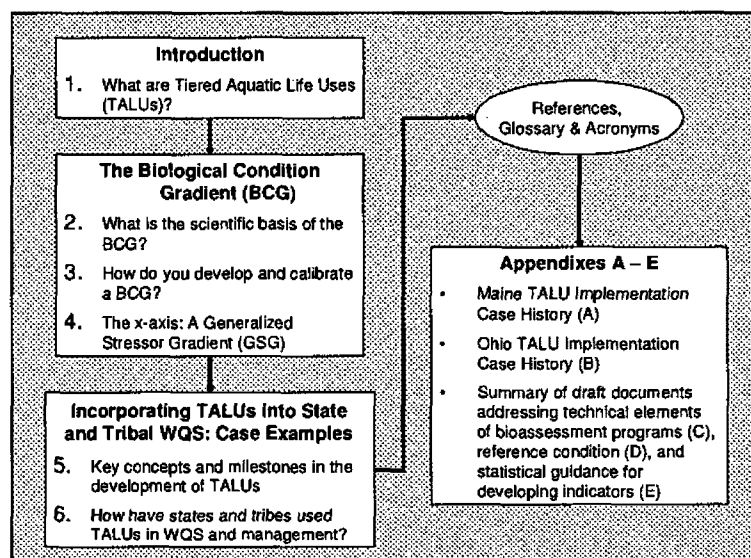 Introduction
1. What are Tiered Aquatic Life Uses
(TALUs)?
The Biological Condition
Gradient (BCG)
2. What is the scientific basis of the
BCG?
3. How do you develop and calibrate
a BCG?
4. The x-axis: A Generalized
Stressor Gradient (GSG)
Incorporating TALUs into State
and Tribal WQS: Case Examples
5. Key concepts and milestones in the
development of TALUs
6. How have states and tribes used
TALUs in WQS and management?
References,
Glossary & Acronyms
Appendixes A – E
• Maine TALU Implementation
Case History (A)
• Ohio TALU Implementation
Case History (B)
• Summary of draft documents
addressing technical elements
of bioassessment programs (C),
reference condition (D), and
statistical guidance for
developing indicators (E)